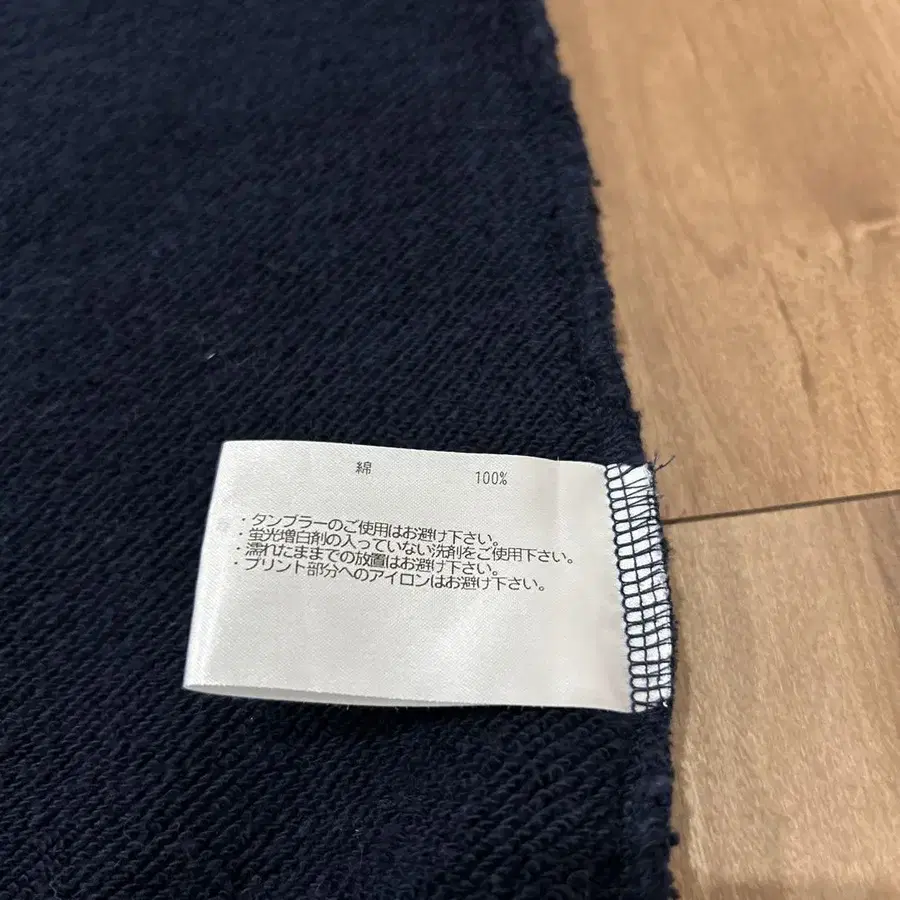 綿 100%
・タンブラーのご使用はお避け下さい。
・蛍光増白剤の入っていない洗剤をご使用下さい。
・濡れたままでの放置はお避け下さい。
・プリント部分へのアイロンはお避け下さい。